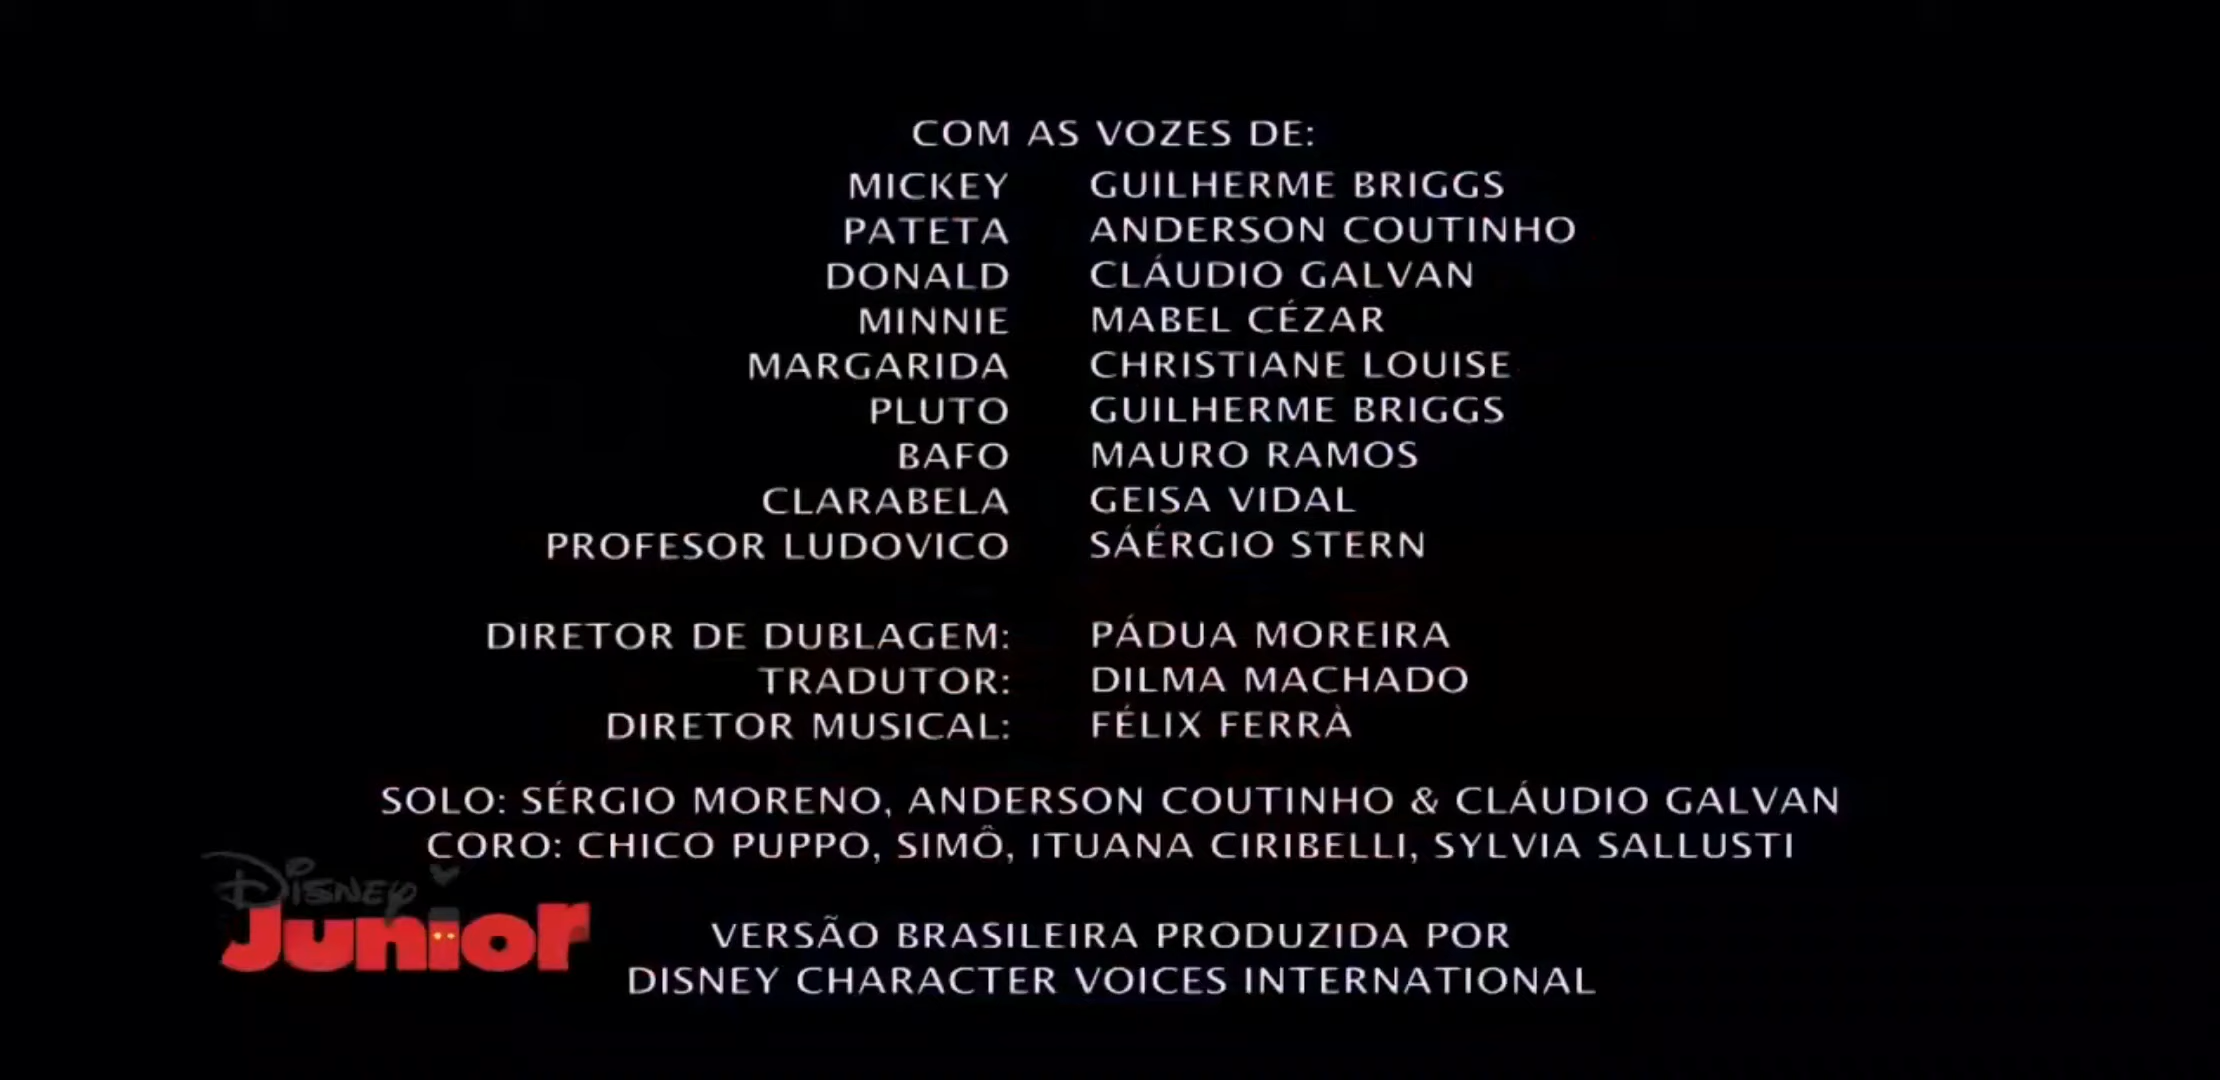 COM AS VOZES DE:
MICKEY GUILHERME BRIGGS
PATETA ANDERSON COUTINHO
DONALD CLÁUDIO GALVAN
MINNIE MABEL CÉZAR
MARGARIDA CHRISTIANE LOUISE
PLUTO GUILHERME BRIGGS
BAFO MAURO RAMOS
CLARABELA GEISA VIDAL
PROFESOR LUDOVICO SÁÉRGIO STERN
DIRETOR DE DUBLAGEM: PÁDUA MOREIRA
TRADUTOR: DILMA MACHADO
DIRETOR MUSICAL: FÉLIX FERRÀ
SOLO: SÉRGIO MORENO, ANDERSON COUTINHO & CLÁUDIO GALVAN
CORO: CHICO PUPPO, SIMÔ, ITUANA CIRIBELLI, SYLVIA SALLUSTI
VERSÃO BRASILEIRA PRODUZIDA POR
DISNEY CHARACTER VOICES INTERNATIONAL
Disney
Junior